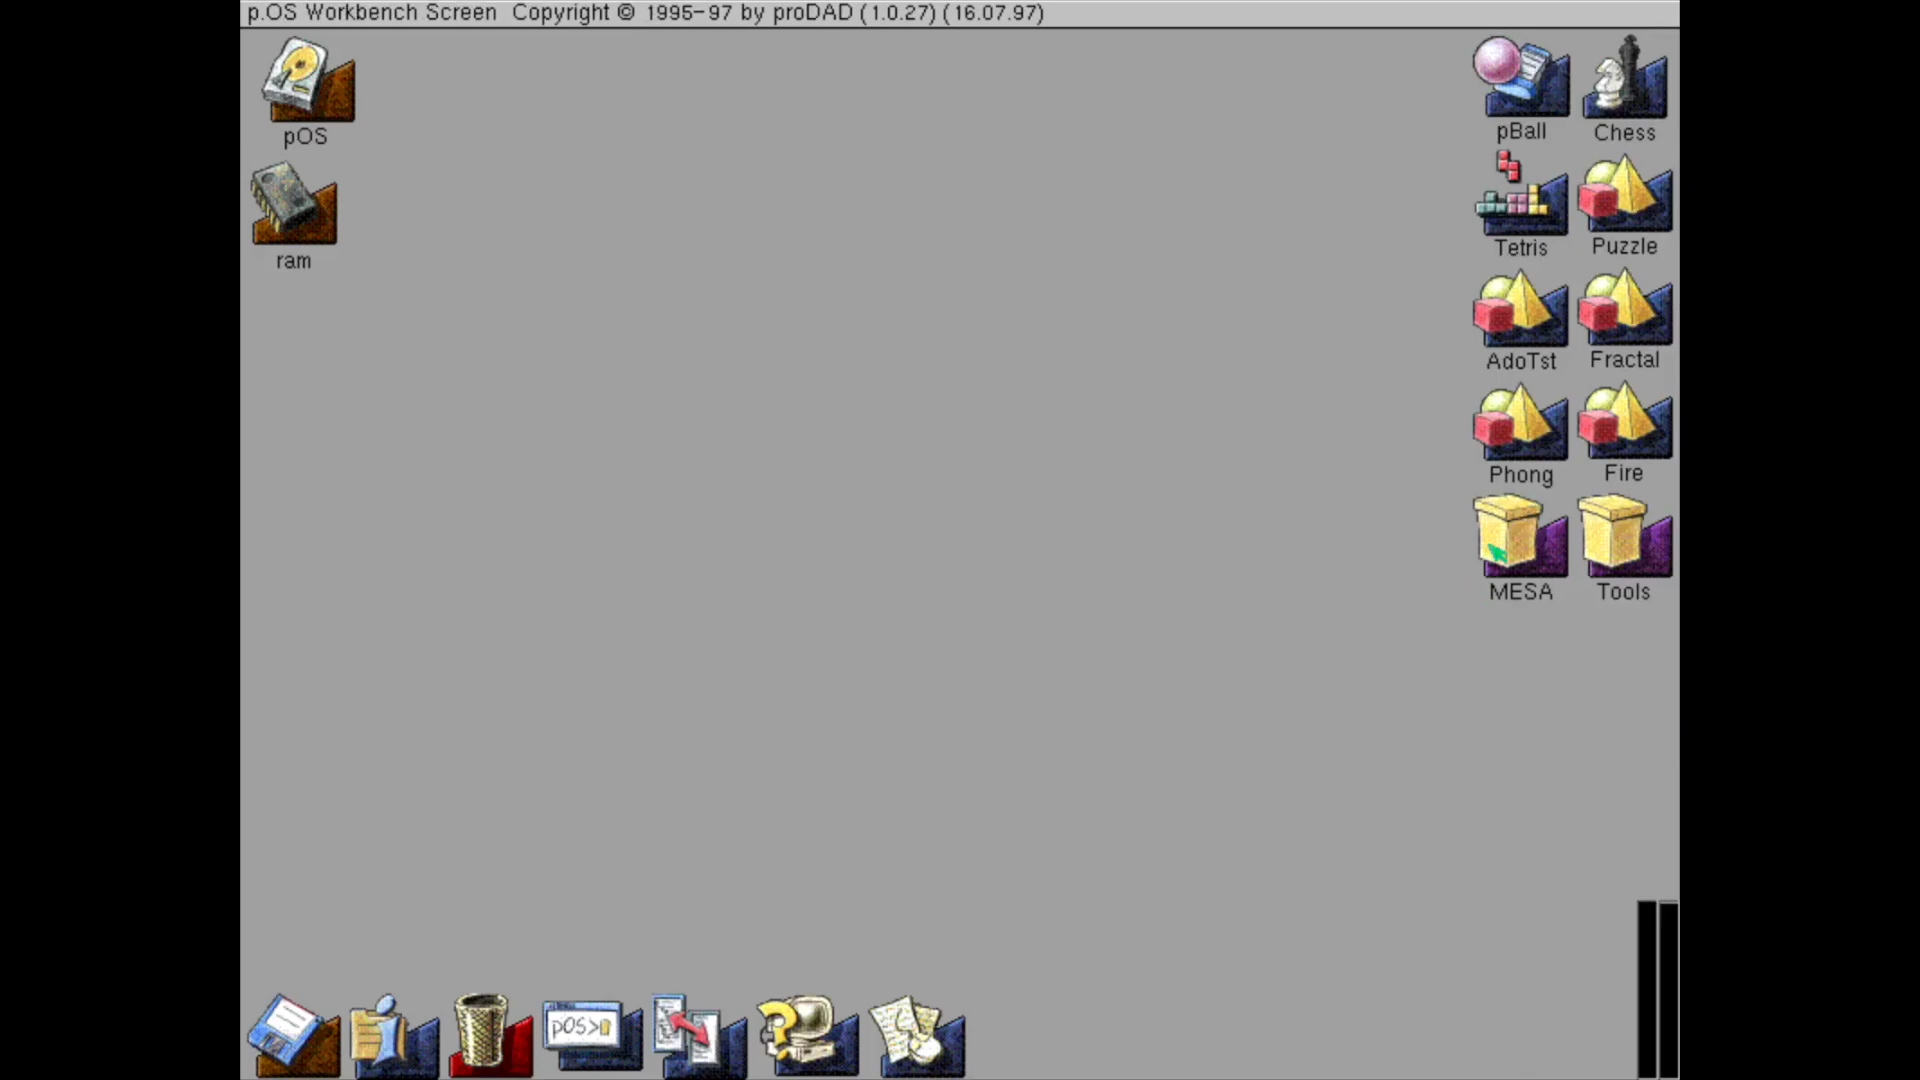 p.OS Workbench Screen Copyright © 1995-97 by proDAD (1.0.27) (16.07.97)
pOS
ram
pBall
Chess
Tetris
Puzzle
AdoTst
Fractal
Phong
Fire
MESA
Tools
pOS>